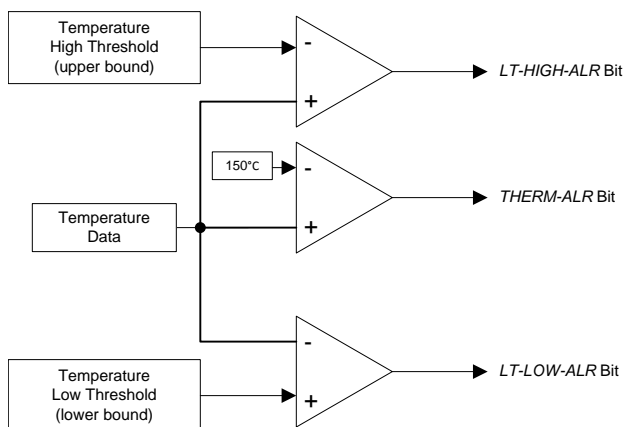 Temperature
High Threshold
(upper bound)
-
+
LT-HIGH-ALR Bit
150°C
-
+
THERM-ALR Bit
Temperature
Data
-
+
LT-LOW-ALR Bit
Temperature
Low Threshold
(lower bound)